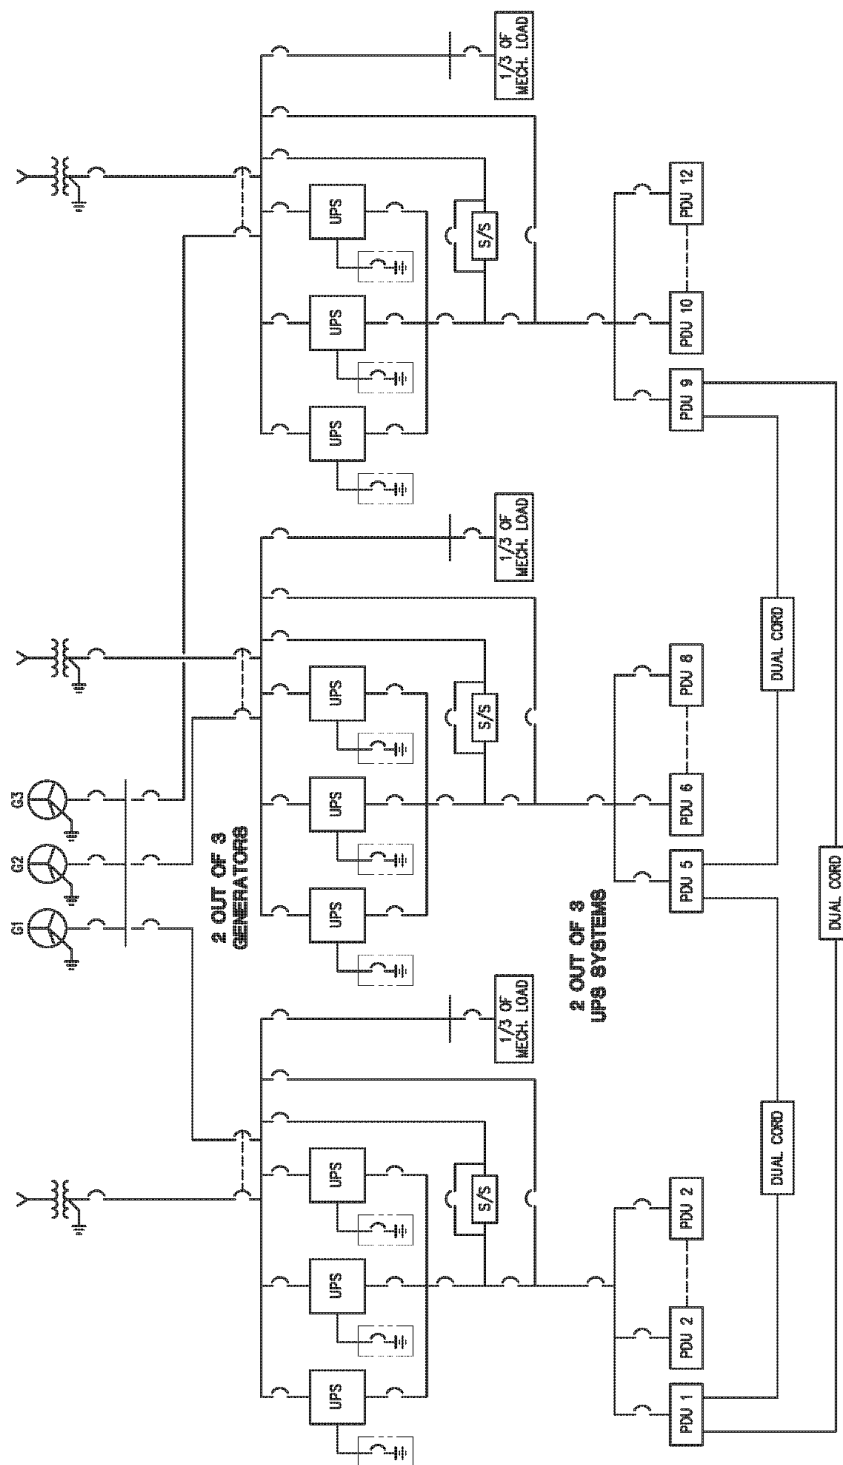 G1
G2
G3
2 OUT OF 3
GENERATORS
UPS
UPS
UPS
UPS
UPS
UPS
UPS
UPS
UPS
S/S
S/S
S/S
1/3 OF
MECH. LOAD
1/3 OF
MECH. LOAD
1/3 OF
MECH. LOAD
2 OUT OF 3
UPS SYSTEMS
PDU 1
PDU 2
PDU 2
PDU 5
PDU 6
PDU 8
PDU 9
PDU 10
PDU 12
DUAL CORD
DUAL CORD
DUAL CORD